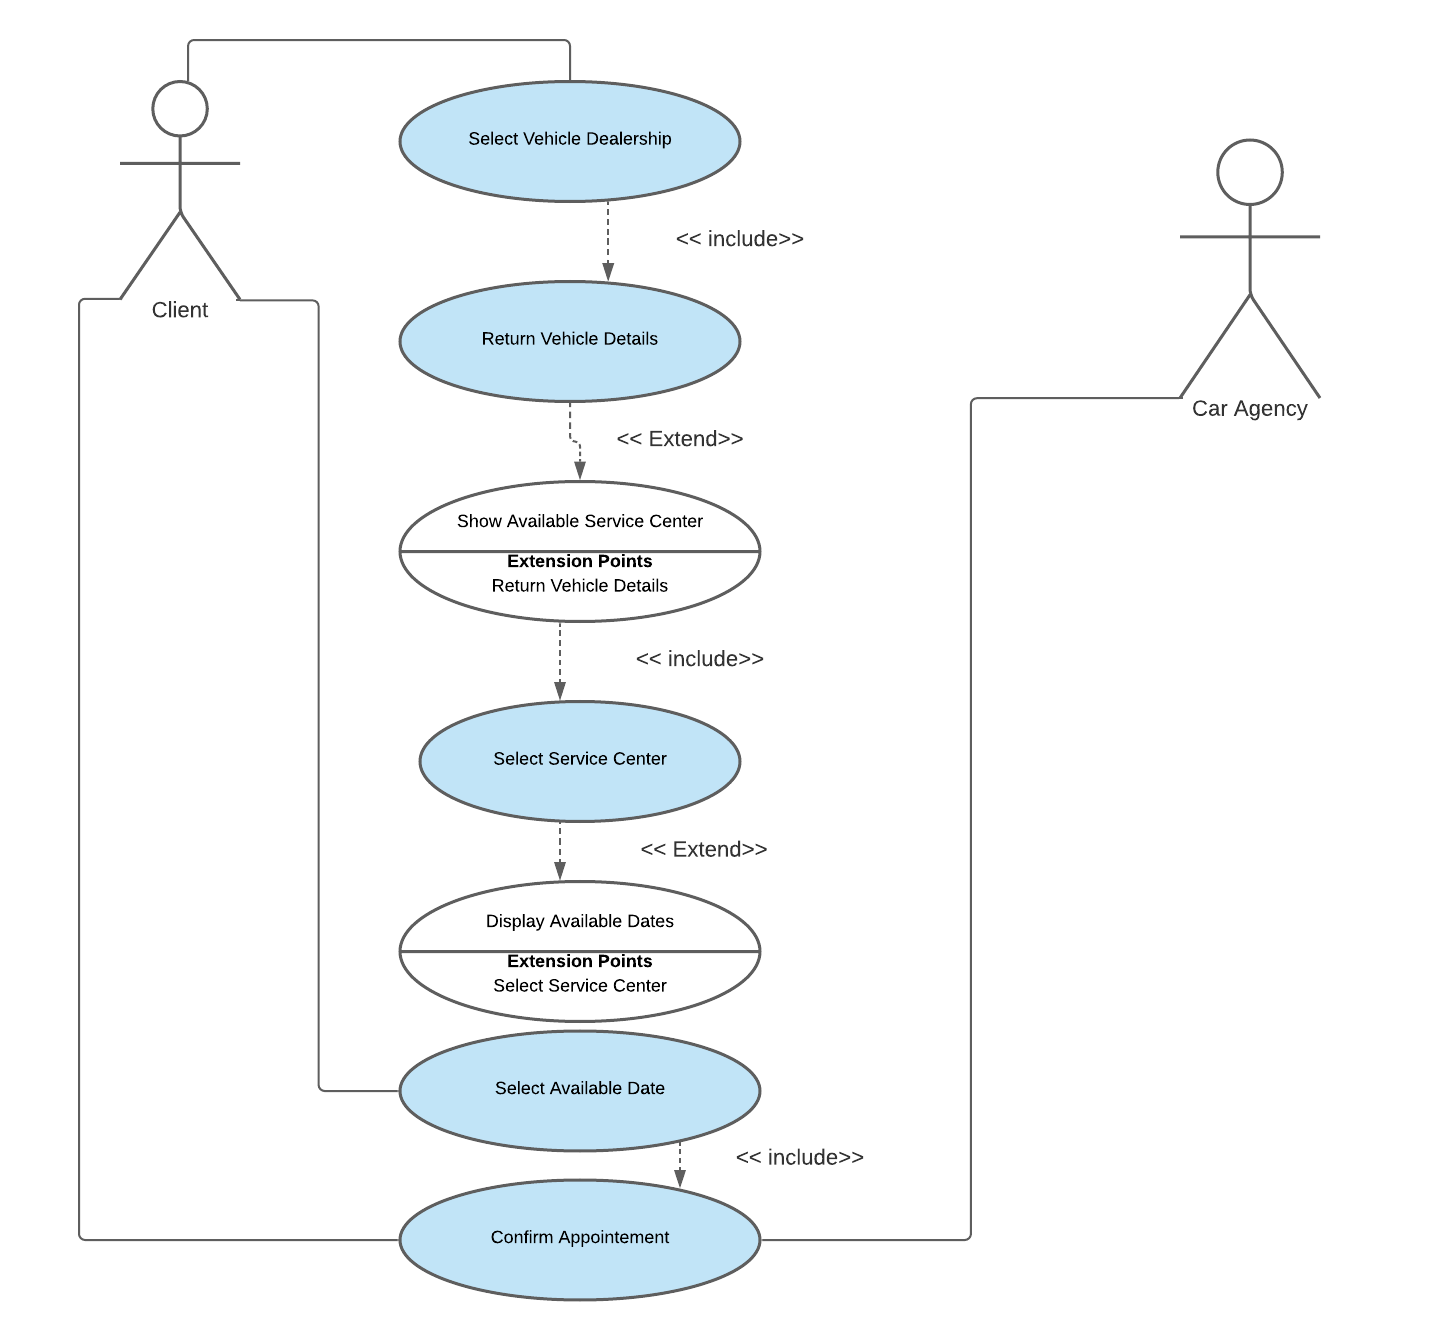 Select Vehicle Dealership
<< include>>
Client
Return Vehicle Details
Car Agency
<< Extend>>
Show Available Service Center
Extension Points
Return Vehicle Details
<< include>>
Select Service Center
<< Extend>>
Display Available Dates
Extension Points
Select Service Center
Select Available Date
<< include>>
Confirm Appointement